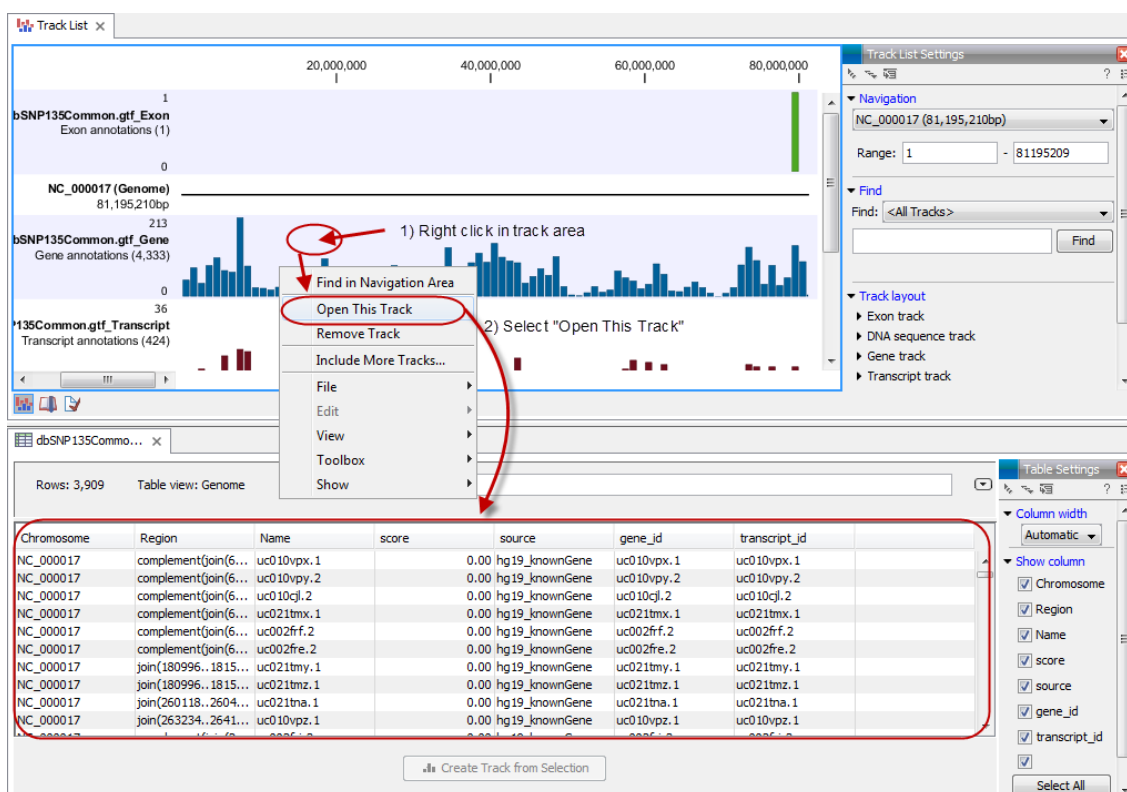 Track List
20,000,000 40,000,000 60,000,000 80,000,000
1
bSNP135Common.gtf_Exon
Exon annotations (1)
0
NC_000017 (Genome)
81,195,210bp
213
bSNP135Common.gtf_Gene
Gene annotations (4,333)
0
36
135Common.gtf_Transcript
Transcript annotations (424)
1) Right click in track area
2) Select "Open This Track"
Find in Navigation Area
Open This Track
Remove Track
Include More Tracks...
File
Edit
View
Toolbox
Show
Track List Settings
?
Navigation
NC_000017 (81,195,210bp)
Range: 1 - 81195209
Find
Find: <All Tracks>
Find
Track layout
Exon track
DNA sequence track
Gene track
Transcript track
dbSNP135Commo...
Rows: 3,909 Table view: Genome
Chromosome Region Name score source gene_id transcript_id
NC_000017 complement(join(6... uc010vpx.1 0.00 hg19_knownGene uc010vpx.1 uc010vpx.1
NC_000017 complement(join(6... uc010vpy.2 0.00 hg19_knownGene uc010vpy.2 uc010vpy.2
NC_000017 complement(join(6... uc010cjl.2 0.00 hg19_knownGene uc010cjl.2 uc010cjl.2
NC_000017 complement(join(6... uc021tmx.1 0.00 hg19_knownGene uc021tmx.1 uc021tmx.1
NC_000017 complement(join(6... uc002frf.2 0.00 hg19_knownGene uc002frf.2 uc002frf.2
NC_000017 complement(join(6... uc002fre.2 0.00 hg19_knownGene uc002fre.2 uc002fre.2
NC_000017 join(180996..1815... uc021tmy.1 0.00 hg19_knownGene uc021tmy.1 uc021tmy.1
NC_000017 join(180996..1815... uc021tmz.1 0.00 hg19_knownGene uc021tmz.1 uc021tmz.1
NC_000017 join(260118..2604... uc021tna.1 0.00 hg19_knownGene uc021tna.1 uc021tna.1
NC_000017 join(263234..2641... uc010vpz.1 0.00 hg19_knownGene uc010vpz.1 uc010vpz.1
Create Track from Selection
Table Settings
?
Column width
Automatic
Show column
Chromosome
Region
Name
score
source
gene_id
transcript_id
Select All